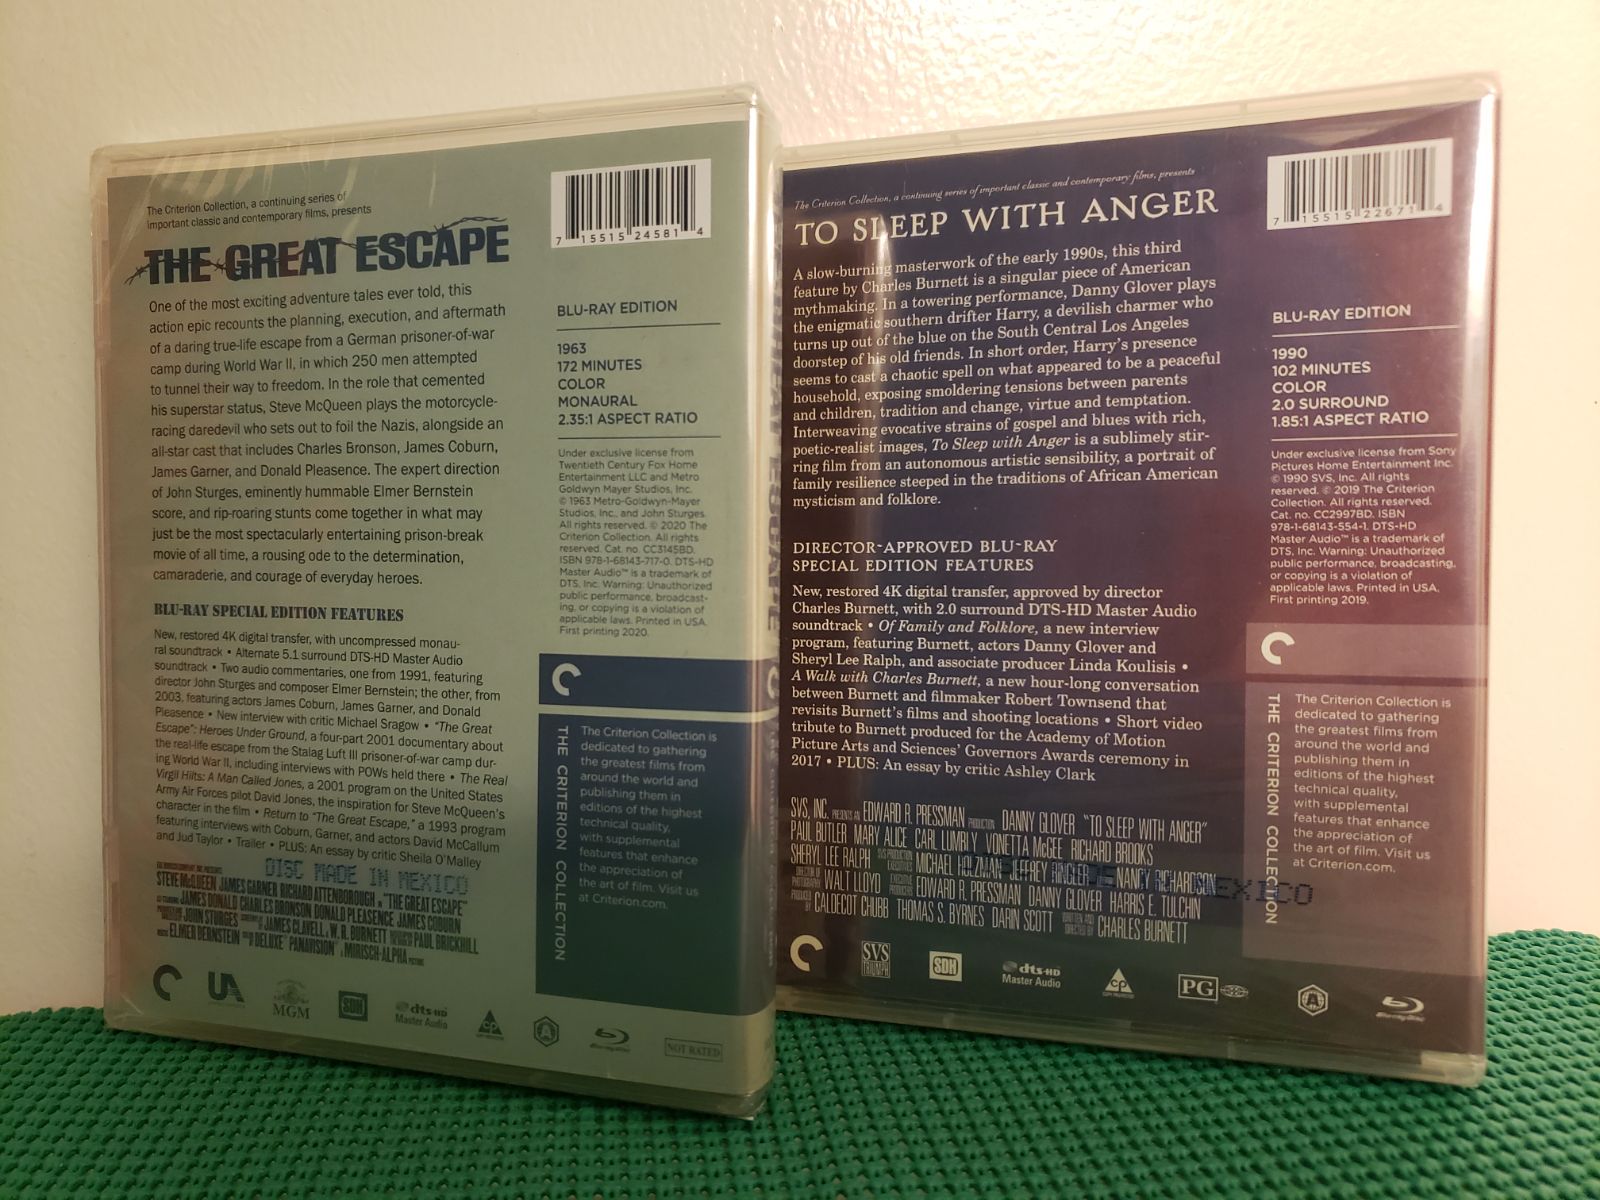 The Criterion Collection, a continuing series of
important classic and contemporary films, presents
THE GREAT ESCAPE
One of the most exciting adventure tales ever told, this
action epic recounts the planning, execution, and aftermath
of a daring true-life escape from a German prisoner-of-war
camp during World War II, in which 250 men attempted
to tunnel their way to freedom. In the role that cemented
his superstar status, Steve McQueen plays the motorcycle-
racing daredevil who sets out to foil the Nazis, alongside an
all-star cast that includes Charles Bronson, James Coburn,
James Garner, and Donald Pleasence. The expert direction
of John Sturges, eminently hummable Elmer Bernstein
score, and rip-roaring stunts come together in what may
just be the most spectacularly entertaining prison-break
movie of all time, a rousing ode to the determination,
camaraderie, and courage of everyday heroes.
BLU-RAY SPECIAL EDITION FEATURES
New, restored 4K digital transfer, with uncompressed monau-
ral soundtrack • Alternate 5.1 surround DTS-HD Master Audio
soundtrack • Two audio commentaries, one from 1991, featuring
director John Sturges and composer Elmer Bernstein; the other, from
2003, featuring actors James Coburn, James Garner, and Donald
Pleasence • New interview with critic Michael Sragow • "The Great
Escape": Heroes Under Ground, a four-part 2001 documentary about
the real-life escape from the Stalag Luft III prisoner-of-war camp dur-
ing World War II, including interviews with POWs held there • The Real
Virgil Hilts: A Man Called Jones, a 2001 program on the United States
Army Air Forces pilot David Jones, the inspiration for Steve McQueen's
character in the film • Return to "The Great Escape," a 1993 program
featuring interviews with Coburn, Garner, and actors David McCallum
and Jud Taylor • Trailer • PLUS: An essay by critic Sheila O'Malley
DISC MADE IN MEXICO
STEVE McQUEEN JAMES GARNER RICHARD ATTENBOROUGH IN "THE GREAT ESCAPE"
JAMES DONALD CHARLES BRONSON DONALD PLEASENCE JAMES COBURN
JOHN STURGES JAMES CLAVELL & W. R. BURNETT PAUL BRICKHILL
ELMER BERNSTEIN DELUXE PANAVISION A MIRISCH-ALPHA PICTURE
UA
MGM
SDH
dts-HD
Master Audio
CP
A
Blu-ray Disc
NOT RATED
7 15515 24581 4
BLU-RAY EDITION
1963
172 MINUTES
COLOR
MONAURAL
2.35:1 ASPECT RATIO
Under exclusive license from
Twentieth Century Fox Home
Entertainment LLC and Metro
Goldwyn Mayer Studios, Inc.
© 1963 Metro-Goldwyn-Mayer
Studios, Inc., and John Sturges.
All rights reserved. © 2020 The
Criterion Collection. All rights
reserved. Cat. no. CC3145BD.
ISBN 978-1-68143-717-0. DTS-HD
Master Audio™ is a trademark of
DTS, Inc. Warning: Unauthorized
public performance, broadcast-
ing, or copying is a violation of
applicable laws. Printed in USA.
First printing 2020.
THE CRITERION COLLECTION
The Criterion Collection is
dedicated to gathering
the greatest films from
around the world and
publishing them in
editions of the highest
technical quality,
with supplemental
features that enhance
the appreciation of
the art of film. Visit us
at Criterion.com.
The Criterion Collection, a continuing series of important classic and contemporary films, presents
TO SLEEP WITH ANGER
A slow-burning masterwork of the early 1990s, this third
feature by Charles Burnett is a singular piece of American
mythmaking. In a towering performance, Danny Glover plays
the enigmatic southern drifter Harry, a devilish charmer who
turns up out of the blue on the South Central Los Angeles
doorstep of his old friends. In short order, Harry's presence
seems to cast a chaotic spell on what appeared to be a peaceful
household, exposing smoldering tensions between parents
and children, tradition and change, virtue and temptation.
Interweaving evocative strains of gospel and blues with rich,
poetic-realist images, To Sleep with Anger is a sublimely stir-
ring film from an autonomous artistic sensibility, a portrait of
family resilience steeped in the traditions of African American
mysticism and folklore.
DIRECTOR-APPROVED BLU-RAY
SPECIAL EDITION FEATURES
New, restored 4K digital transfer, approved by director
Charles Burnett, with 2.0 surround DTS-HD Master Audio
soundtrack • Of Family and Folklore, a new interview
program, featuring Burnett, actors Danny Glover and
Sheryl Lee Ralph, and associate producer Linda Koulisis •
A Walk with Charles Burnett, a new hour-long conversation
between Burnett and filmmaker Robert Townsend that
revisits Burnett's films and shooting locations • Short video
tribute to Burnett produced for the Academy of Motion
Picture Arts and Sciences' Governors Awards ceremony in
2017 • PLUS: An essay by critic Ashley Clark
SVS, INC. PRESENTS AN EDWARD R. PRESSMAN PRODUCTION DANNY GLOVER "TO SLEEP WITH ANGER"
PAUL BUTLER MARY ALICE CARL LUMBLY VONETTA McGEE RICHARD BROOKS
SHERYL LEE RALPH SVS PRODUCTION EXECUTIVES MICHAEL HOLZMAN JEFFREY RINGLER NANCY RICHARDSON
DIRECTOR OF PHOTOGRAPHY WALT LLOYD EXECUTIVE PRODUCERS EDWARD R. PRESSMAN DANNY GLOVER HARRIS E. TULCHIN
PRODUCED BY CALDECOT CHUBB THOMAS S. BYRNES DARIN SCOTT WRITTEN AND DIRECTED BY CHARLES BURNETT
MEXICO
SVS
TRIUMPH
SDH
dts-HD
Master Audio
CP
PG
A
Blu-ray Disc
7 15515 22671 4
BLU-RAY EDITION
1990
102 MINUTES
COLOR
2.0 SURROUND
1.85:1 ASPECT RATIO
Under exclusive license from Sony
Pictures Home Entertainment Inc.
© 1990 SVS, Inc. All rights
reserved. © 2019 The Criterion
Collection. All rights reserved.
Cat. no. CC2997BD. ISBN
978-1-68143-554-1. DTS-HD
Master Audio™ is a trademark of
DTS, Inc. Warning: Unauthorized
public performance, broadcasting,
or copying is a violation of
applicable laws. Printed in USA.
First printing 2019.
THE CRITERION COLLECTION
The Criterion Collection is
dedicated to gathering
the greatest films from
around the world and
publishing them in
editions of the highest
technical quality,
with supplemental
features that enhance
the appreciation of
the art of film. Visit us
at Criterion.com.